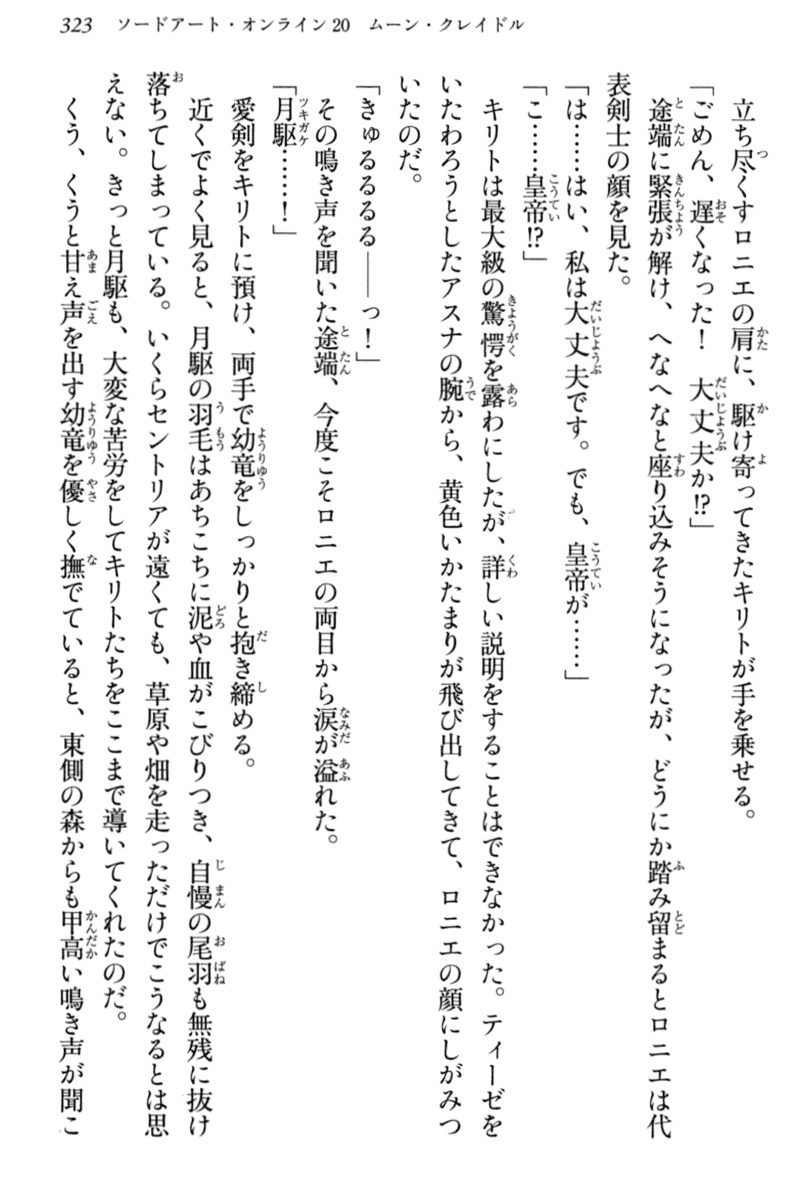 323 ソードアート・オンライン20 ムーン・クレイドル
　立ち尽くすロニエの肩に、駆け寄ってきたキリトが手を乗せる。
「ごめん、遅くなった！　大丈夫か!?」
　途端に緊張が解け、へなへなと座り込みそうになったが、どうにか踏み留まるとロニエは代
表剣士の顔を見た。
「は……はい、私は大丈夫です。でも、皇帝が……」
「こ……皇帝!?」
　キリトは最大級の驚愕を露わにしたが、詳しい説明をすることはできなかった。ティーゼを
いたわろうとしたアスナの腕から、黄色いかたまりが飛び出してきて、ロニエの顔にしがみつ
いたのだ。
「きゅるるるる――っ！」
　その鳴き声を聞いた途端、今度こそロニエの両目から涙が溢れた。
「月駆……！」
　愛剣をキリトに預け、両手で幼竜をしっかりと抱き締める。
　近くでよく見ると、月駆の羽毛はあちこちに泥や血がこびりつき、自慢の尾羽も無残に抜け
落ちてしまっている。いくらセントリアが遠くても、草原や畑を走っただけでこうなるとは思
えない。きっと月駆も、大変な苦労をしてキリトたちをここまで導いてくれたのだ。
　くう、くうと甘え声を出す幼竜を優しく撫でていると、東側の森からも甲高い鳴き声が聞こ